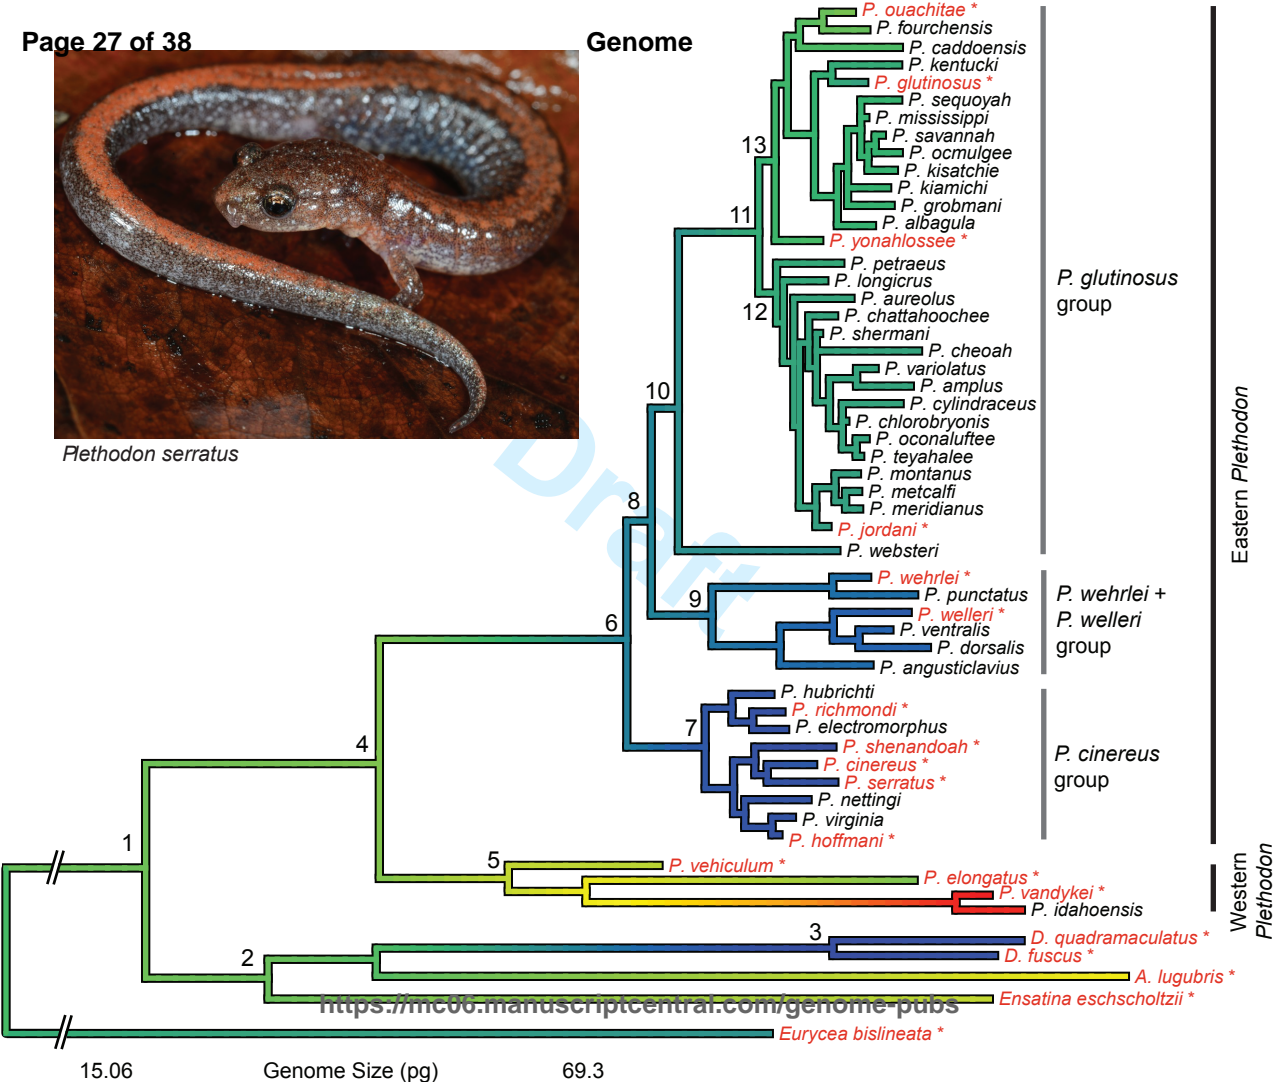 Page 27 of 38
Genome
P. ouachitae *
P. fourchensis
P. caddoensis
P. kentucki
P. glutinosus *
P. sequoyah
P. mississippi
P. savannah
P. ocmulgee
P. kisatchie
P. kiamichi
P. grobmani
P. albagula
P. yonahlossee *
P. petraeus
P. longicrus
P. aureolus
P. chattahoochee
P. shermani
P. cheoah
P. variolatus
P. amplus
P. cylindraceus
P. chlorobryonis
P. oconaluftee
P. teyahalee
P. montanus
P. metcalfi
P. meridianus
P. jordani *
P. websteri
P. wehrlei *
P. punctatus
P. welleri *
P. ventralis
P. dorsalis
P. angusticlavius
P. hubrichti
P. richmondi *
P. electromorphus
P. shenandoah *
P. cinereus *
P. serratus *
P. nettingi
P. virginia
P. hoffmani *
P. vehiculum *
P. elongatus *
P. vandykei *
P. idahoensis
D. quadramaculatus *
D. fuscus *
A. lugubris *
Ensatina eschscholtzii *
Eurycea bislineata *
13
11
12
10
8
9
6
7
4
1
5
3
2
P. glutinosus
group
P. wehrlei +
P. welleri
group
P. cinereus
group
Eastern Plethodon
Western
Plethodon
Plethodon serratus
Draft
https://mc06.manuscriptcentral.com/genome-pubs
15.06
Genome Size (pg)
69.3